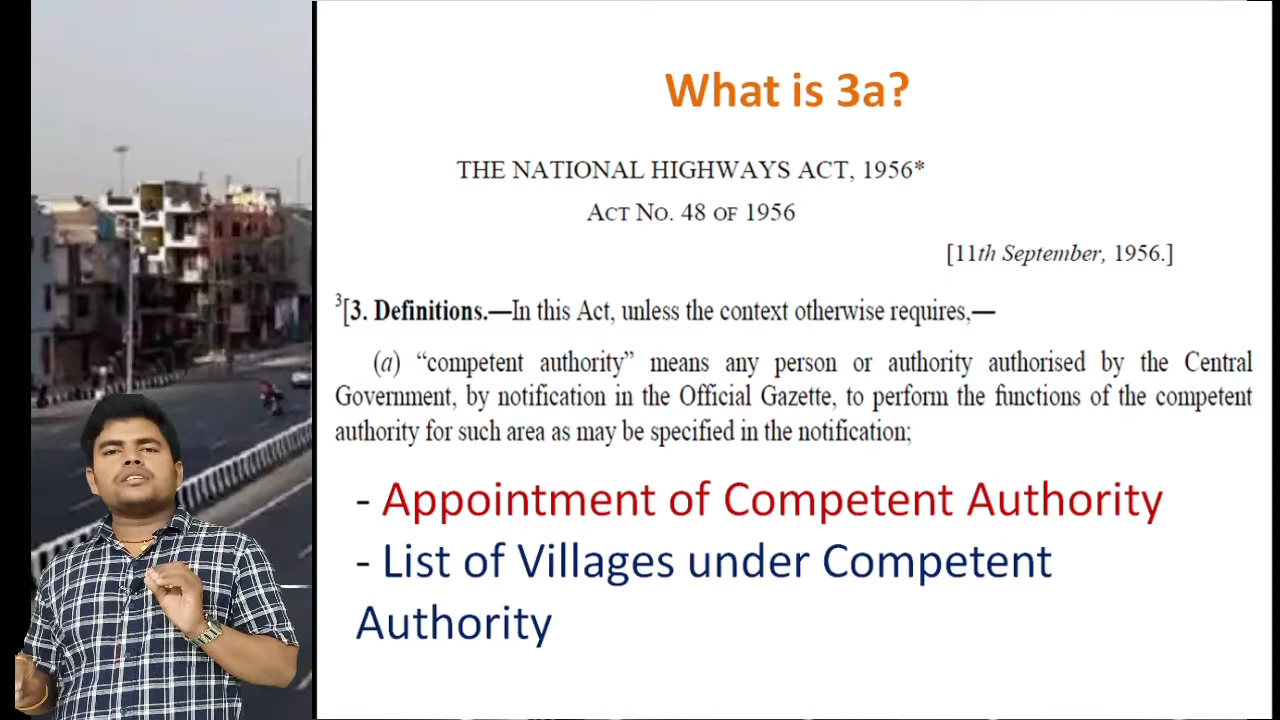 What is 3a?
THE NATIONAL HIGHWAYS ACT, 1956*
ACT NO. 48 OF 1956
[11th September, 1956.]
3[3. Definitions.—In this Act, unless the context otherwise requires,—
(a) “competent authority” means any person or authority authorised by the Central
Government, by notification in the Official Gazette, to perform the functions of the competent
authority for such area as may be specified in the notification;
- Appointment of Competent Authority
- List of Villages under Competent
Authority